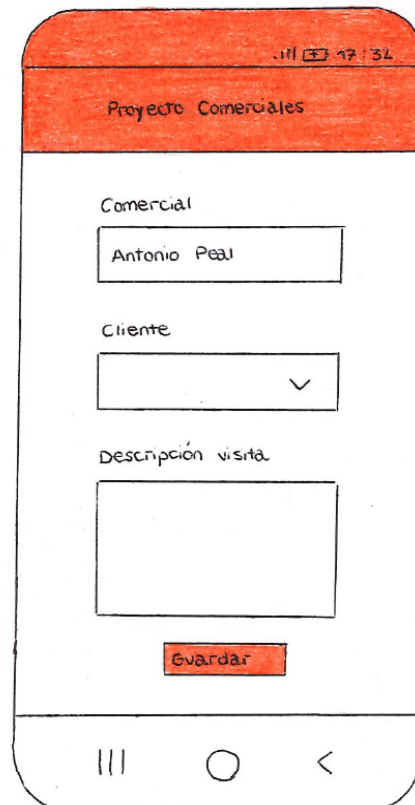 17:34
Proyecto Comerciales
Comercial
Antonio Peal
Cliente
Descripción visita
Guardar